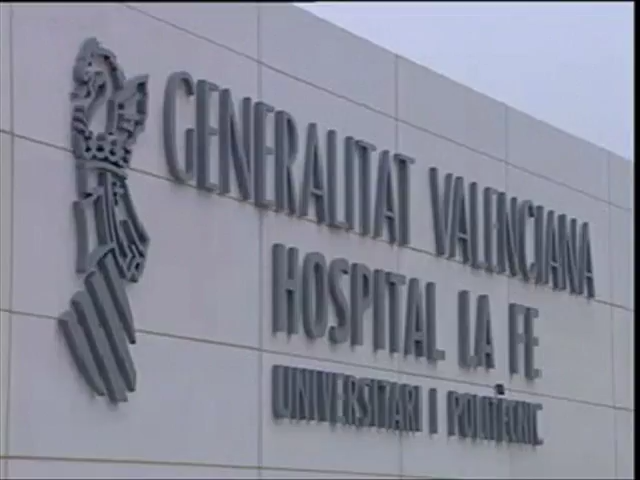 GENERALITAT VALENCIANA
HOSPITAL LA FE
UNIVERSITARI I POLITÈCNIC